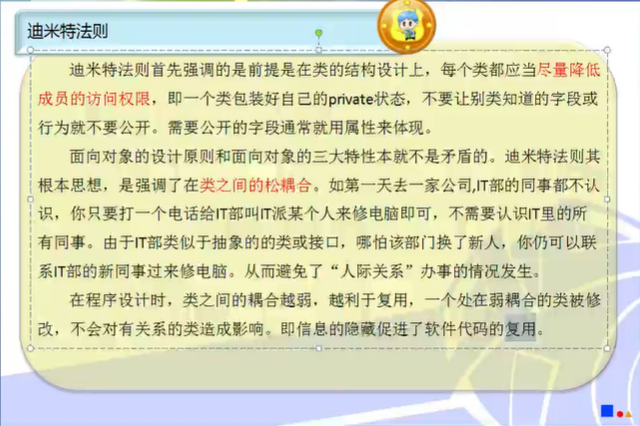 迪米特法则
迪米特法则首先强调的是前提是在类的结构设计上，每个类都应当尽量降低
成员的访问权限，即一个类包装好自己的private状态，不要让别类知道的字段或
行为就不要公开。需要公开的字段通常就用属性来体现。
面向对象的设计原则和面向对象的三大特性本就不是矛盾的。迪米特法则其
根本思想，是强调了在类之间的松耦合。如第一天去一家公司,IT部的同事都不认
识，你只要打一个电话给IT部叫IT派某个人来修电脑即可，不需要认识IT里的所
有同事。由于IT部类似于抽象的的类或接口，哪怕该部门换了新人，你仍可以联
系IT部的新同事过来修电脑。从而避免了“人际关系”办事的情况发生。
在程序设计时，类之间的耦合越弱，越利于复用，一个处在弱耦合的类被修
改，不会对有关系的类造成影响。即信息的隐藏促进了软件代码的复用。